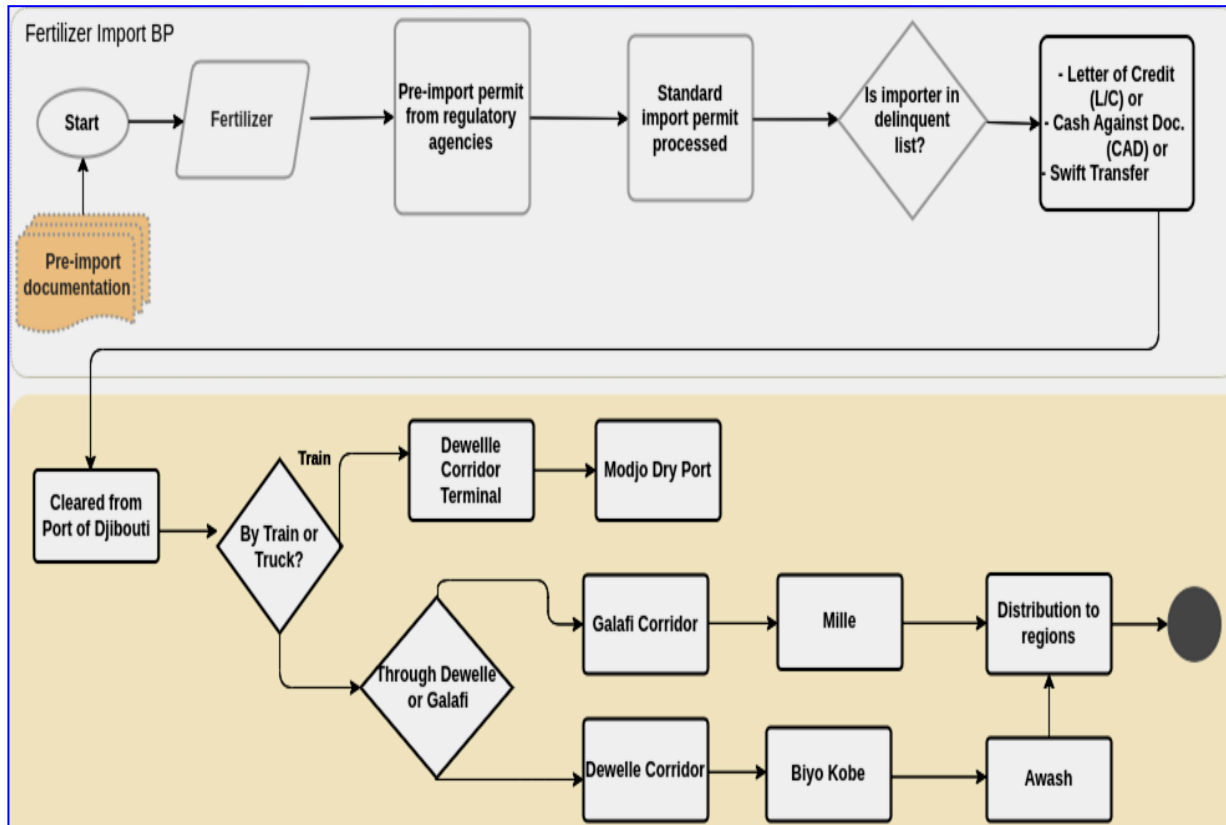 Fertilizer Import BP
Start
Fertilizer
Pre-import permit
from regulatory
agencies
Standard
import permit
processed
Is importer in
delinquent
list?
- Letter of Credit
(L/C) or
- Cash Against Doc.
(CAD) or
- Swift Transfer
Pre-import
documentation
Cleared from
Port of Djibouti
By Train or
Truck?
Train
Dewellle
Corridor
Terminal
Modjo Dry Port
Through Dewelle
or Galafi
Galafi Corridor
Mille
Distribution to
regions
Dewelle Corridor
Biyo Kobe
Awash